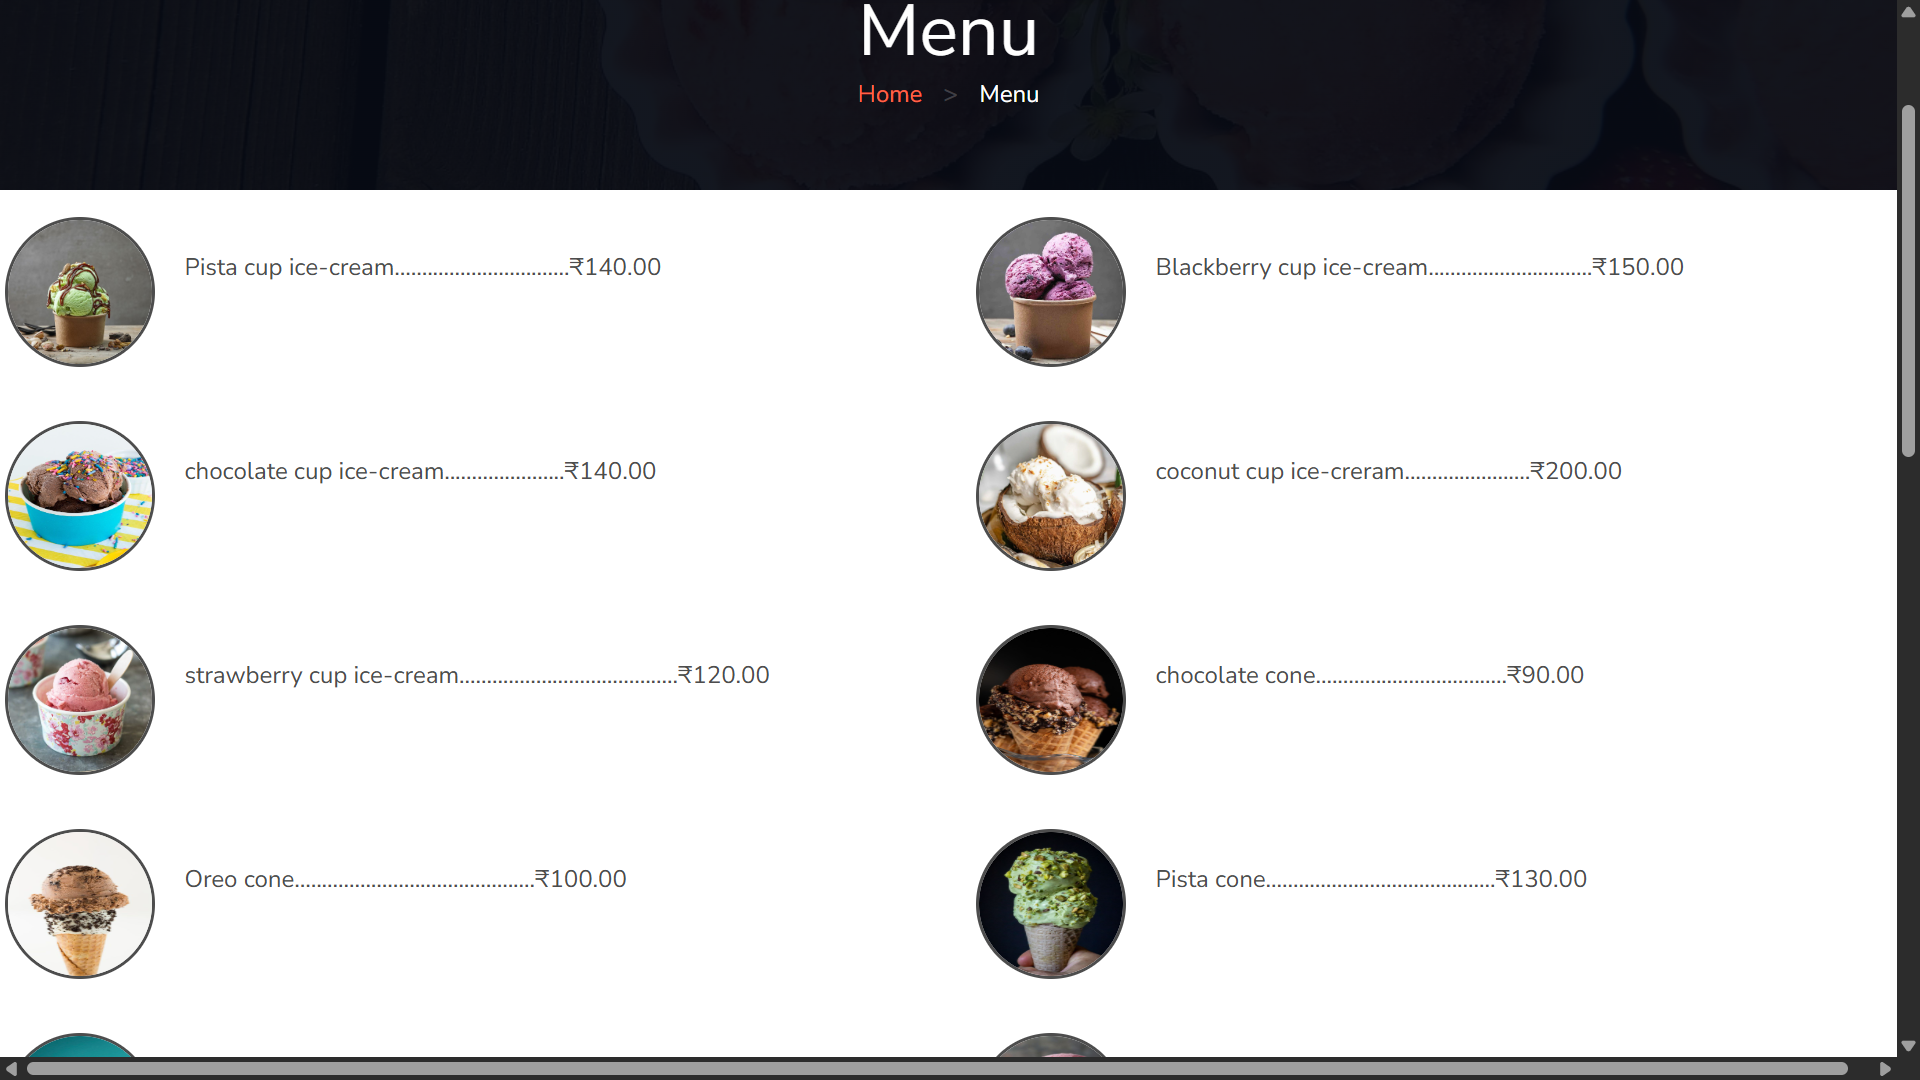 Menu
Home > Menu
Pista cup ice-cream................................₹140.00
Blackberry cup ice-cream..............................₹150.00
chocolate cup ice-cream......................₹140.00
coconut cup ice-creram.......................₹200.00
strawberry cup ice-cream........................................₹120.00
chocolate cone...................................₹90.00
Oreo cone............................................₹100.00
Pista cone..........................................₹130.00